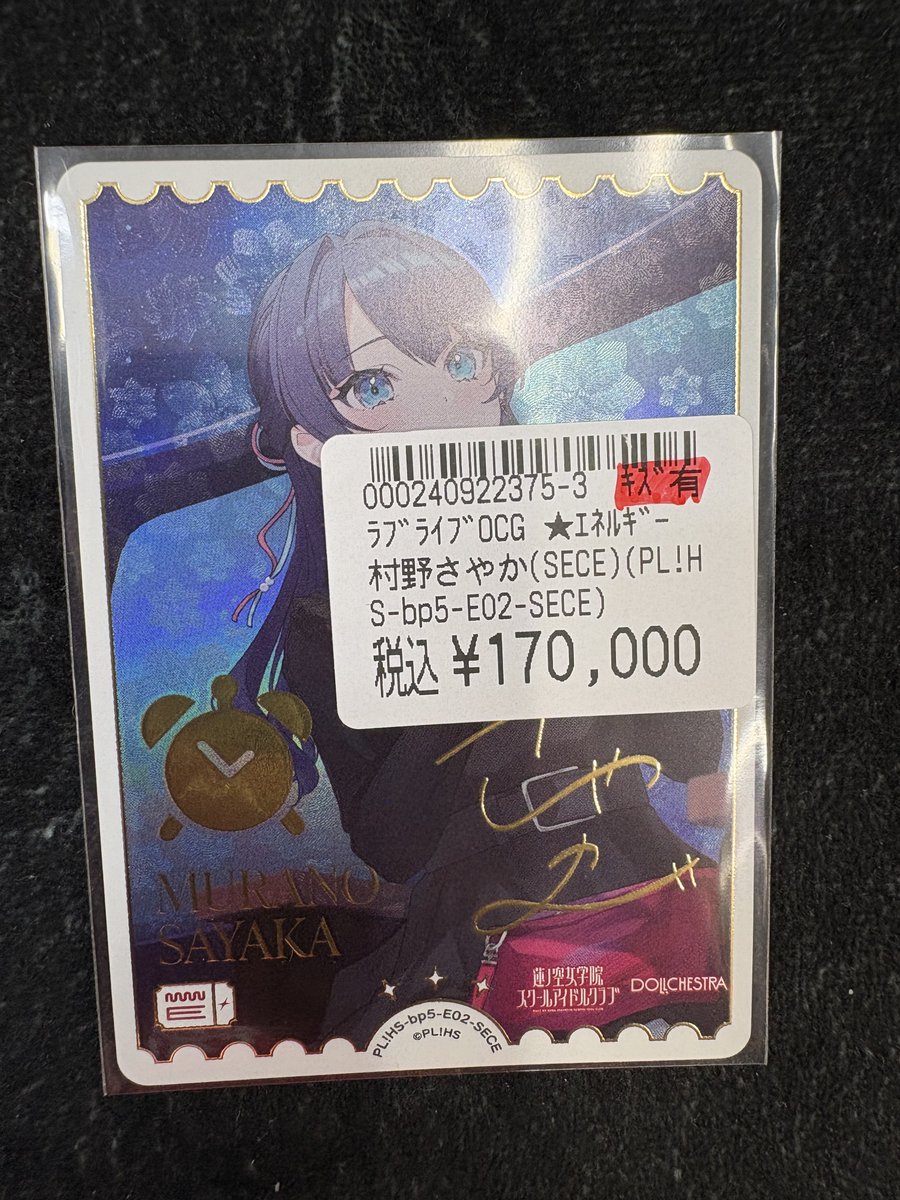 000240922375-3 ｷｽﾞ有
ﾗﾌﾞﾗｲﾌﾞOCG ★ｴﾈﾙｷﾞｰ
村野さやか(SECE)(PL!H
S-bp5-E02-SECE)
税込 ¥170,000
MURANO
SAYAKA
E
蓮ノ空女学院
スクールアイドルクラブ
DOLLCHESTRA
PL!HS-bp5-E02-SECE
©PL!HS